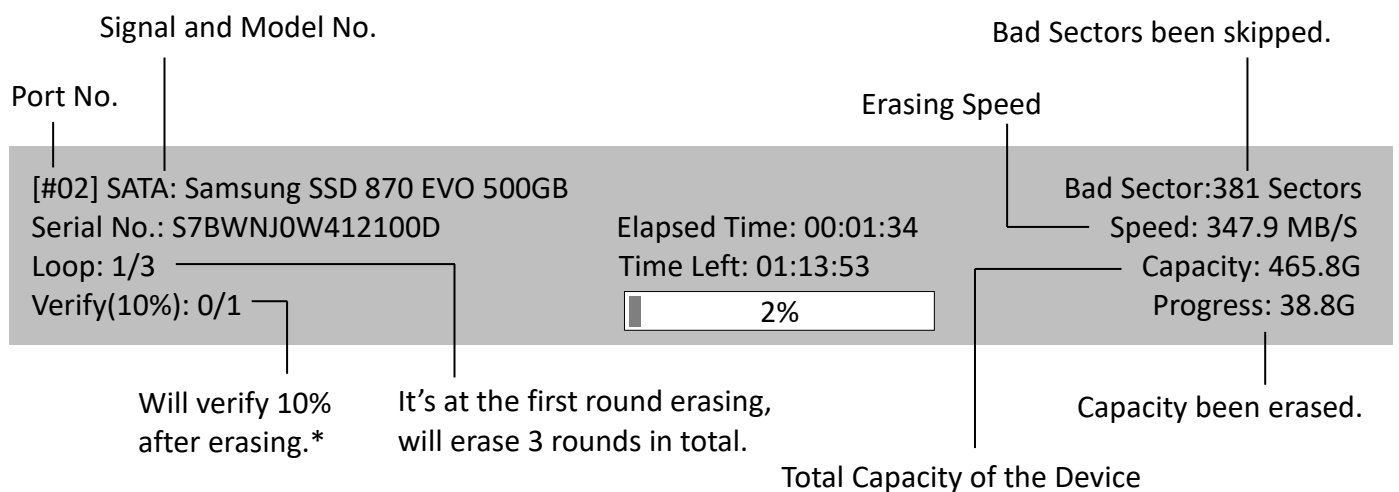 Signal and Model No.
Bad Sectors been skipped.
Port No.
Erasing Speed
[#02] SATA: Samsung SSD 870 EVO 500GB
Bad Sector:381 Sectors
Serial No.: S7BWNJ0W412100D
Elapsed Time: 00:01:34
Speed: 347.9 MB/S
Loop: 1/3
Time Left: 01:13:53
Capacity: 465.8G
Verify(10%): 0/1
2%
Progress: 38.8G
Will verify 10%
after erasing.*
It’s at the first round erasing,
will erase 3 rounds in total.
Capacity been erased.
Total Capacity of the Device